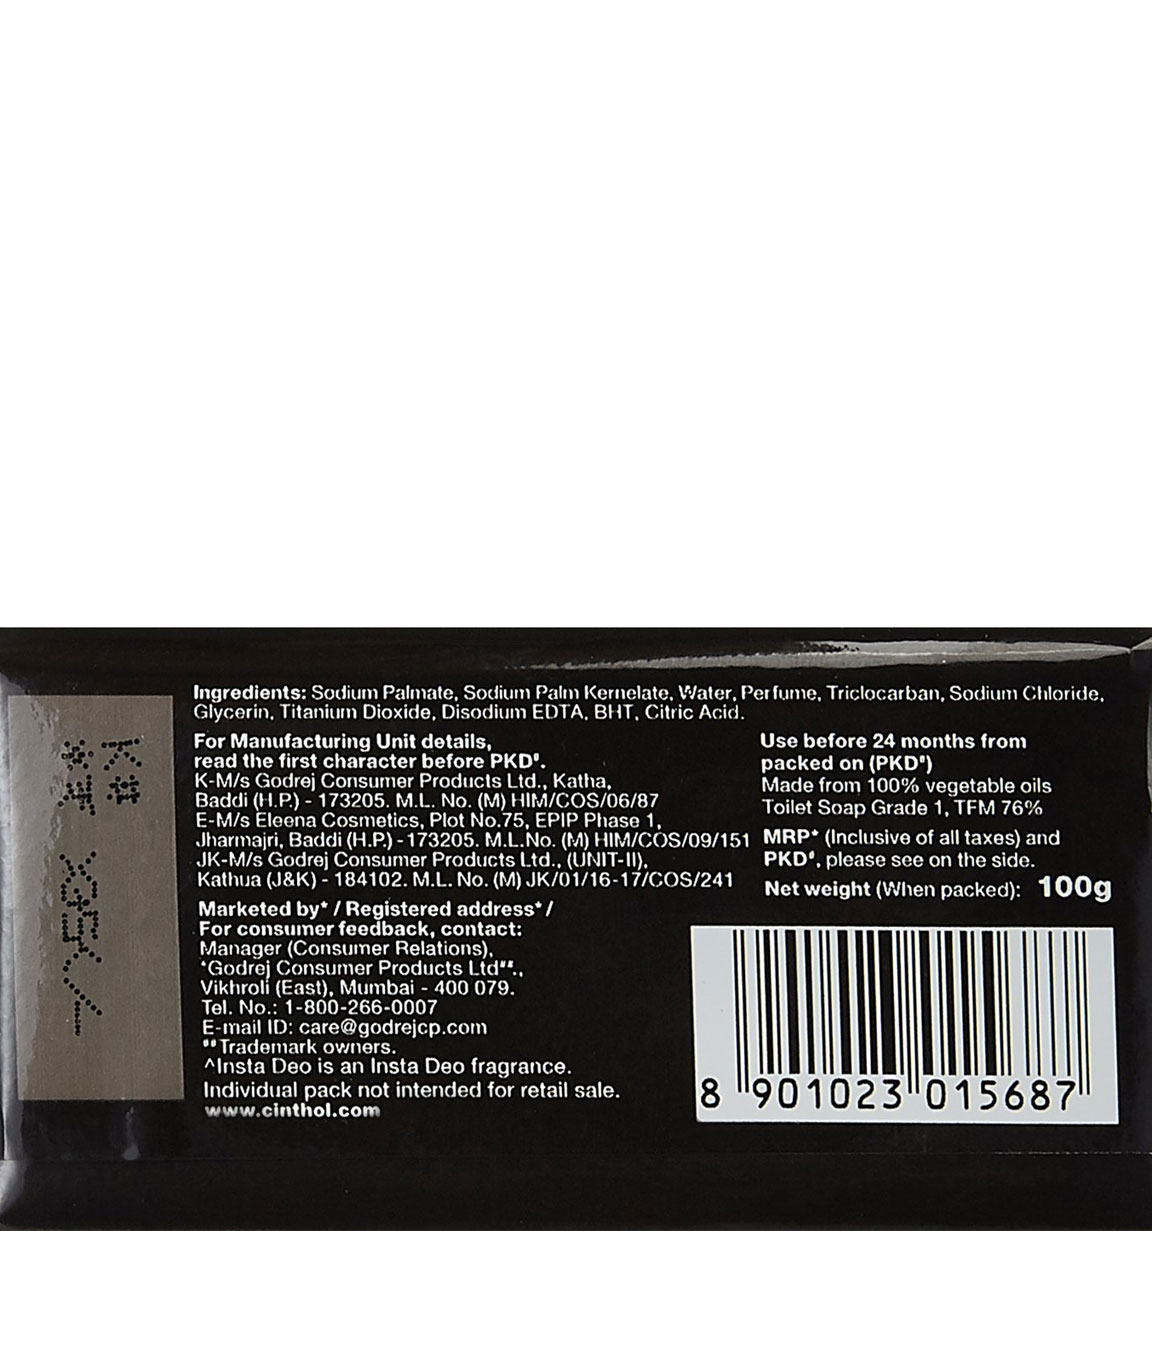 Ingredients: Sodium Palmate, Sodium Palm Kernelate, Water, Perfume, Triclocarban, Sodium Chloride,
Glycerin, Titanium Dioxide, Disodium EDTA, BHT, Citric Acid.
For Manufacturing Unit details,
read the first character before PKD#.
K-M/s Godrej Consumer Products Ltd., Katha,
Baddi (H.P.) - 173205. M.L. No. (M) HIM/COS/06/87
E-M/s Eleena Cosmetics, Plot No.75, EPIP Phase 1,
Jharmajri, Baddi (H.P.) -173205. M.L.No. (M) HIM/COS/09/151
JK-M/s Godrej Consumer Products Ltd., (UNIT-II),
Kathua (J&K) - 184102. M.L. No. (M) JK/01/16-17/COS/241
Marketed by* / Registered address* /
For consumer feedback, contact:
Manager (Consumer Relations),
*Godrej Consumer Products Ltd##.,
Vikhroli (East), Mumbai - 400 079.
Tel. No.: 1-800-266-0007
E-mail ID: care@godrejcp.com
##Trademark owners.
^Insta Deo is an Insta Deo fragrance.
Individual pack not intended for retail sale.
www.cinthol.com
Use before 24 months from
packed on (PKD#)
Made from 100% vegetable oils
Toilet Soap Grade 1, TFM 76%
MRP* (Inclusive of all taxes) and
PKD#, please see on the side.
Net weight (When packed): 100g
8 901023 015687